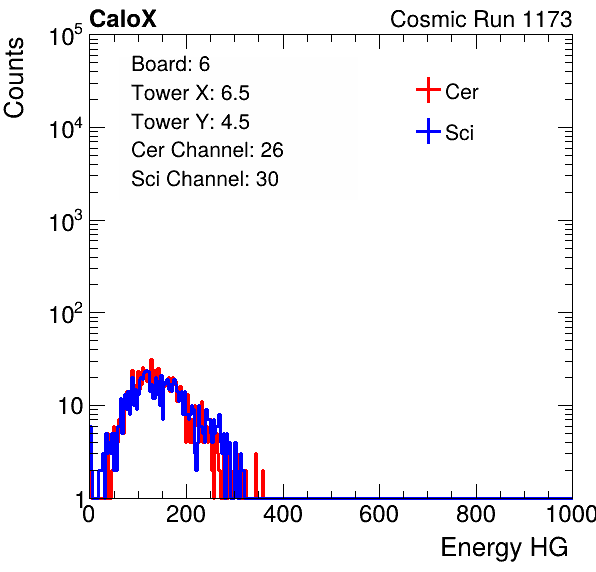 CaloX Cosmic Run 1173
Counts
10^5
10^4
10^3
10^2
10
1
Board: 6
Tower X: 6.5
Tower Y: 4.5
Cer Channel: 26
Sci Channel: 30
Cer
Sci
0 200 400 600 800 1000
Energy HG